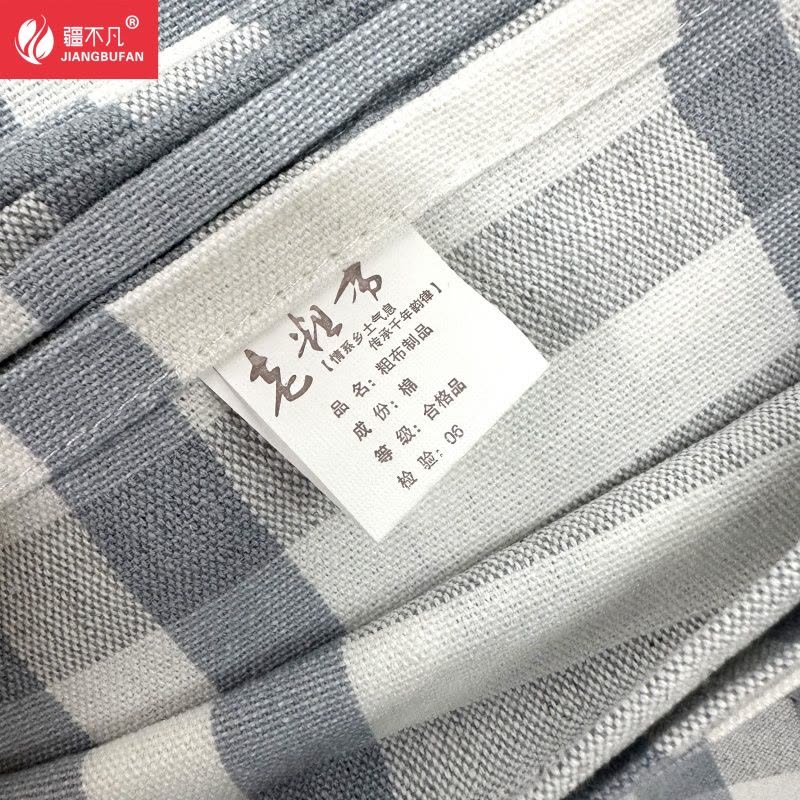 疆不凡®
JIANGBUFAN
老粗布
【情系乡土气息
传承千年韵律】
品名：粗布制品
成份：棉
等级：合格品
检验：06